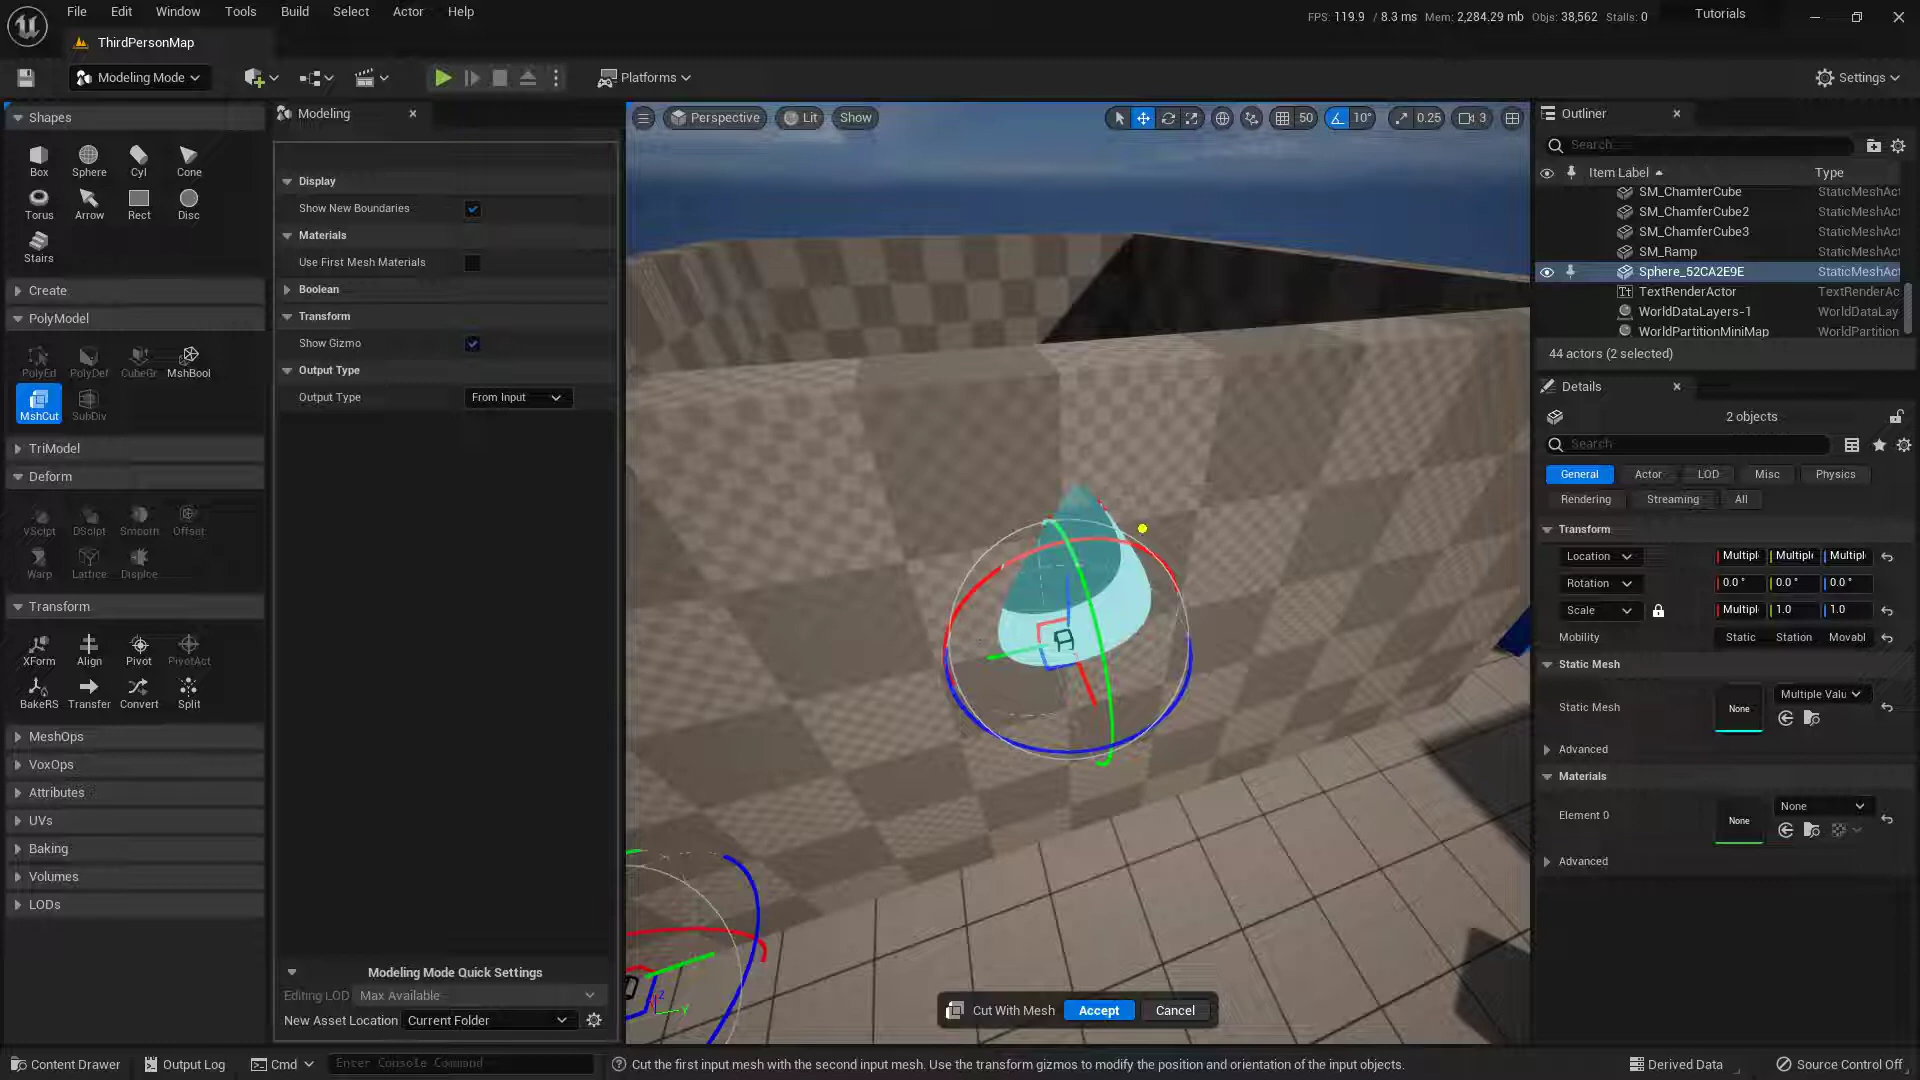 File Edit Window Tools Build Select Actor Help
FPS: 119.9 / 8.3 ms Mem: 2,284.29 mb Objs: 38,562 Stalls: 0
Tutorials
ThirdPersonMap
Modeling Mode
Platforms
Settings
Shapes
Box Sphere Cyl Cone
Torus Arrow Rect Disc
Stairs
Create
PolyModel
PolyEd PolyDef CubeGr MshBool
MshCut SubDiv
TriModel
Deform
VSclpt DSclpt Smooth Offset
Warp Lattice Displce
Transform
XForm Align Pivot PivotAct
BakeRS Transfer Convert Split
MeshOps
VoxOps
Attributes
UVs
Baking
Volumes
LODs
Modeling
Display
Show New Boundaries
Materials
Use First Mesh Materials
Boolean
Transform
Show Gizmo
Output Type
Output Type From Input
Modeling Mode Quick Settings
Editing LOD Max Available
New Asset Location Current Folder
Perspective Lit Show
50 10° 0.25 3
Z
Y
Cut With Mesh Accept Cancel
Outliner
Search
Item Label Type
SM_ChamferCube StaticMeshAct
SM_ChamferCube2 StaticMeshAct
SM_ChamferCube3 StaticMeshAct
SM_Ramp StaticMeshAct
Sphere_52CA2E9E StaticMeshAct
TextRenderActor TextRenderAc
WorldDataLayers-1 WorldDataLay
WorldPartitionMiniMap WorldPartition
44 actors (2 selected)
Details
2 objects
Search
General Actor LOD Misc Physics
Rendering Streaming All
Transform
Location Multipl Multiple Multipl
Rotation 0.0 ° 0.0 ° 0.0 °
Scale Multipl 1.0 1.0
Mobility Static Station Movabl
Static Mesh
Static Mesh None Multiple Valu
Advanced
Materials
Element 0 None None
Advanced
Content Drawer Output Log Cmd Enter Console Command
Cut the first input mesh with the second input mesh. Use the transform gizmos to modify the position and orientation of the input objects.
Derived Data Source Control Off